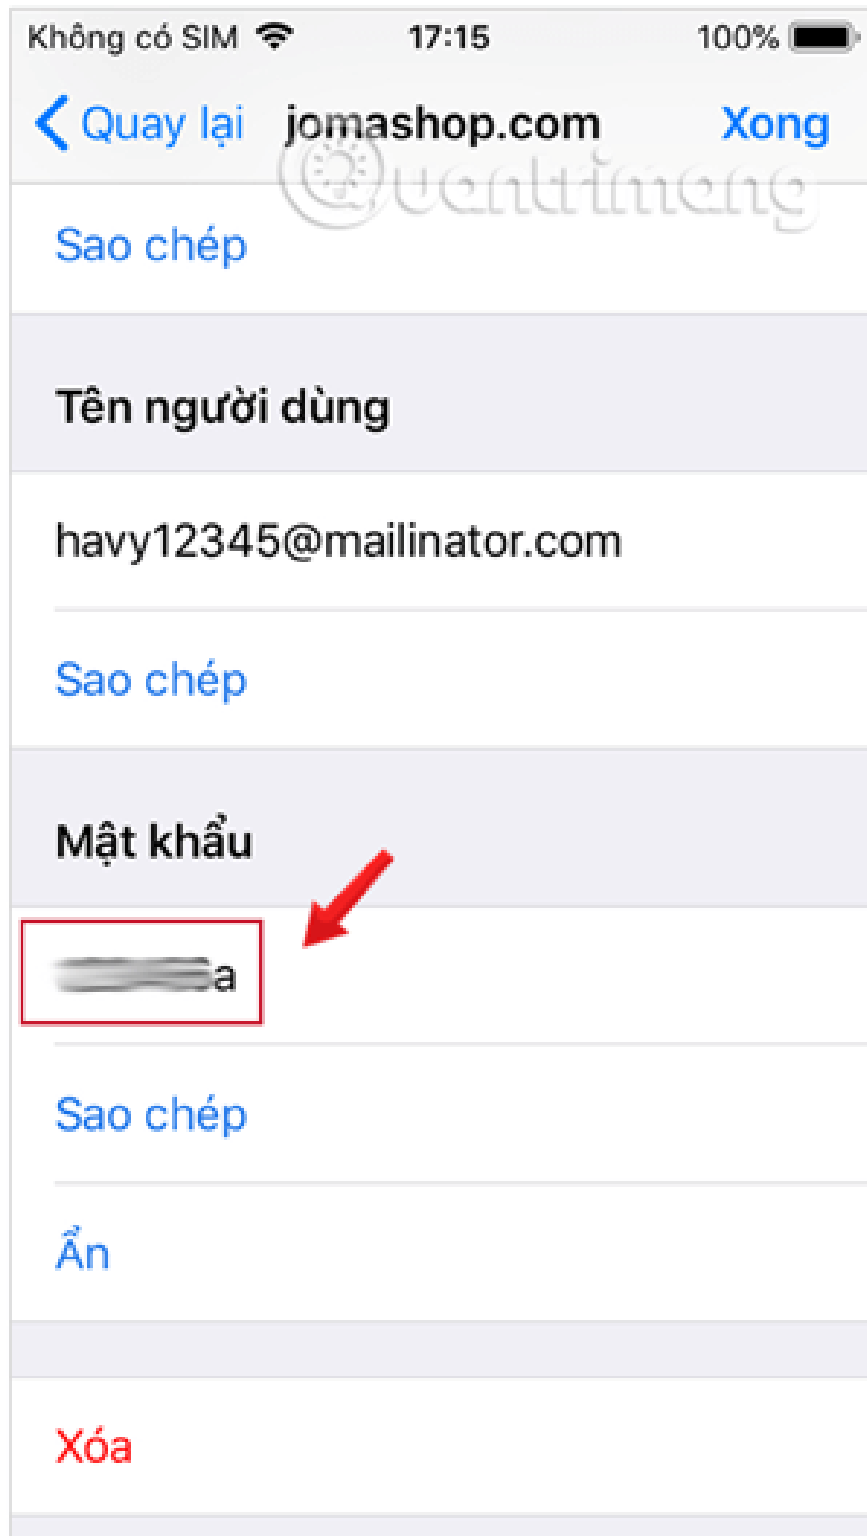 Không có SIM 17:15 100%
Quay lại jomashop.com Xong
Quantrimang
Sao chép
Tên người dùng
havy12345@mailinator.com
Sao chép
Mật khẩu
a
Sao chép
Ẩn
Xóa